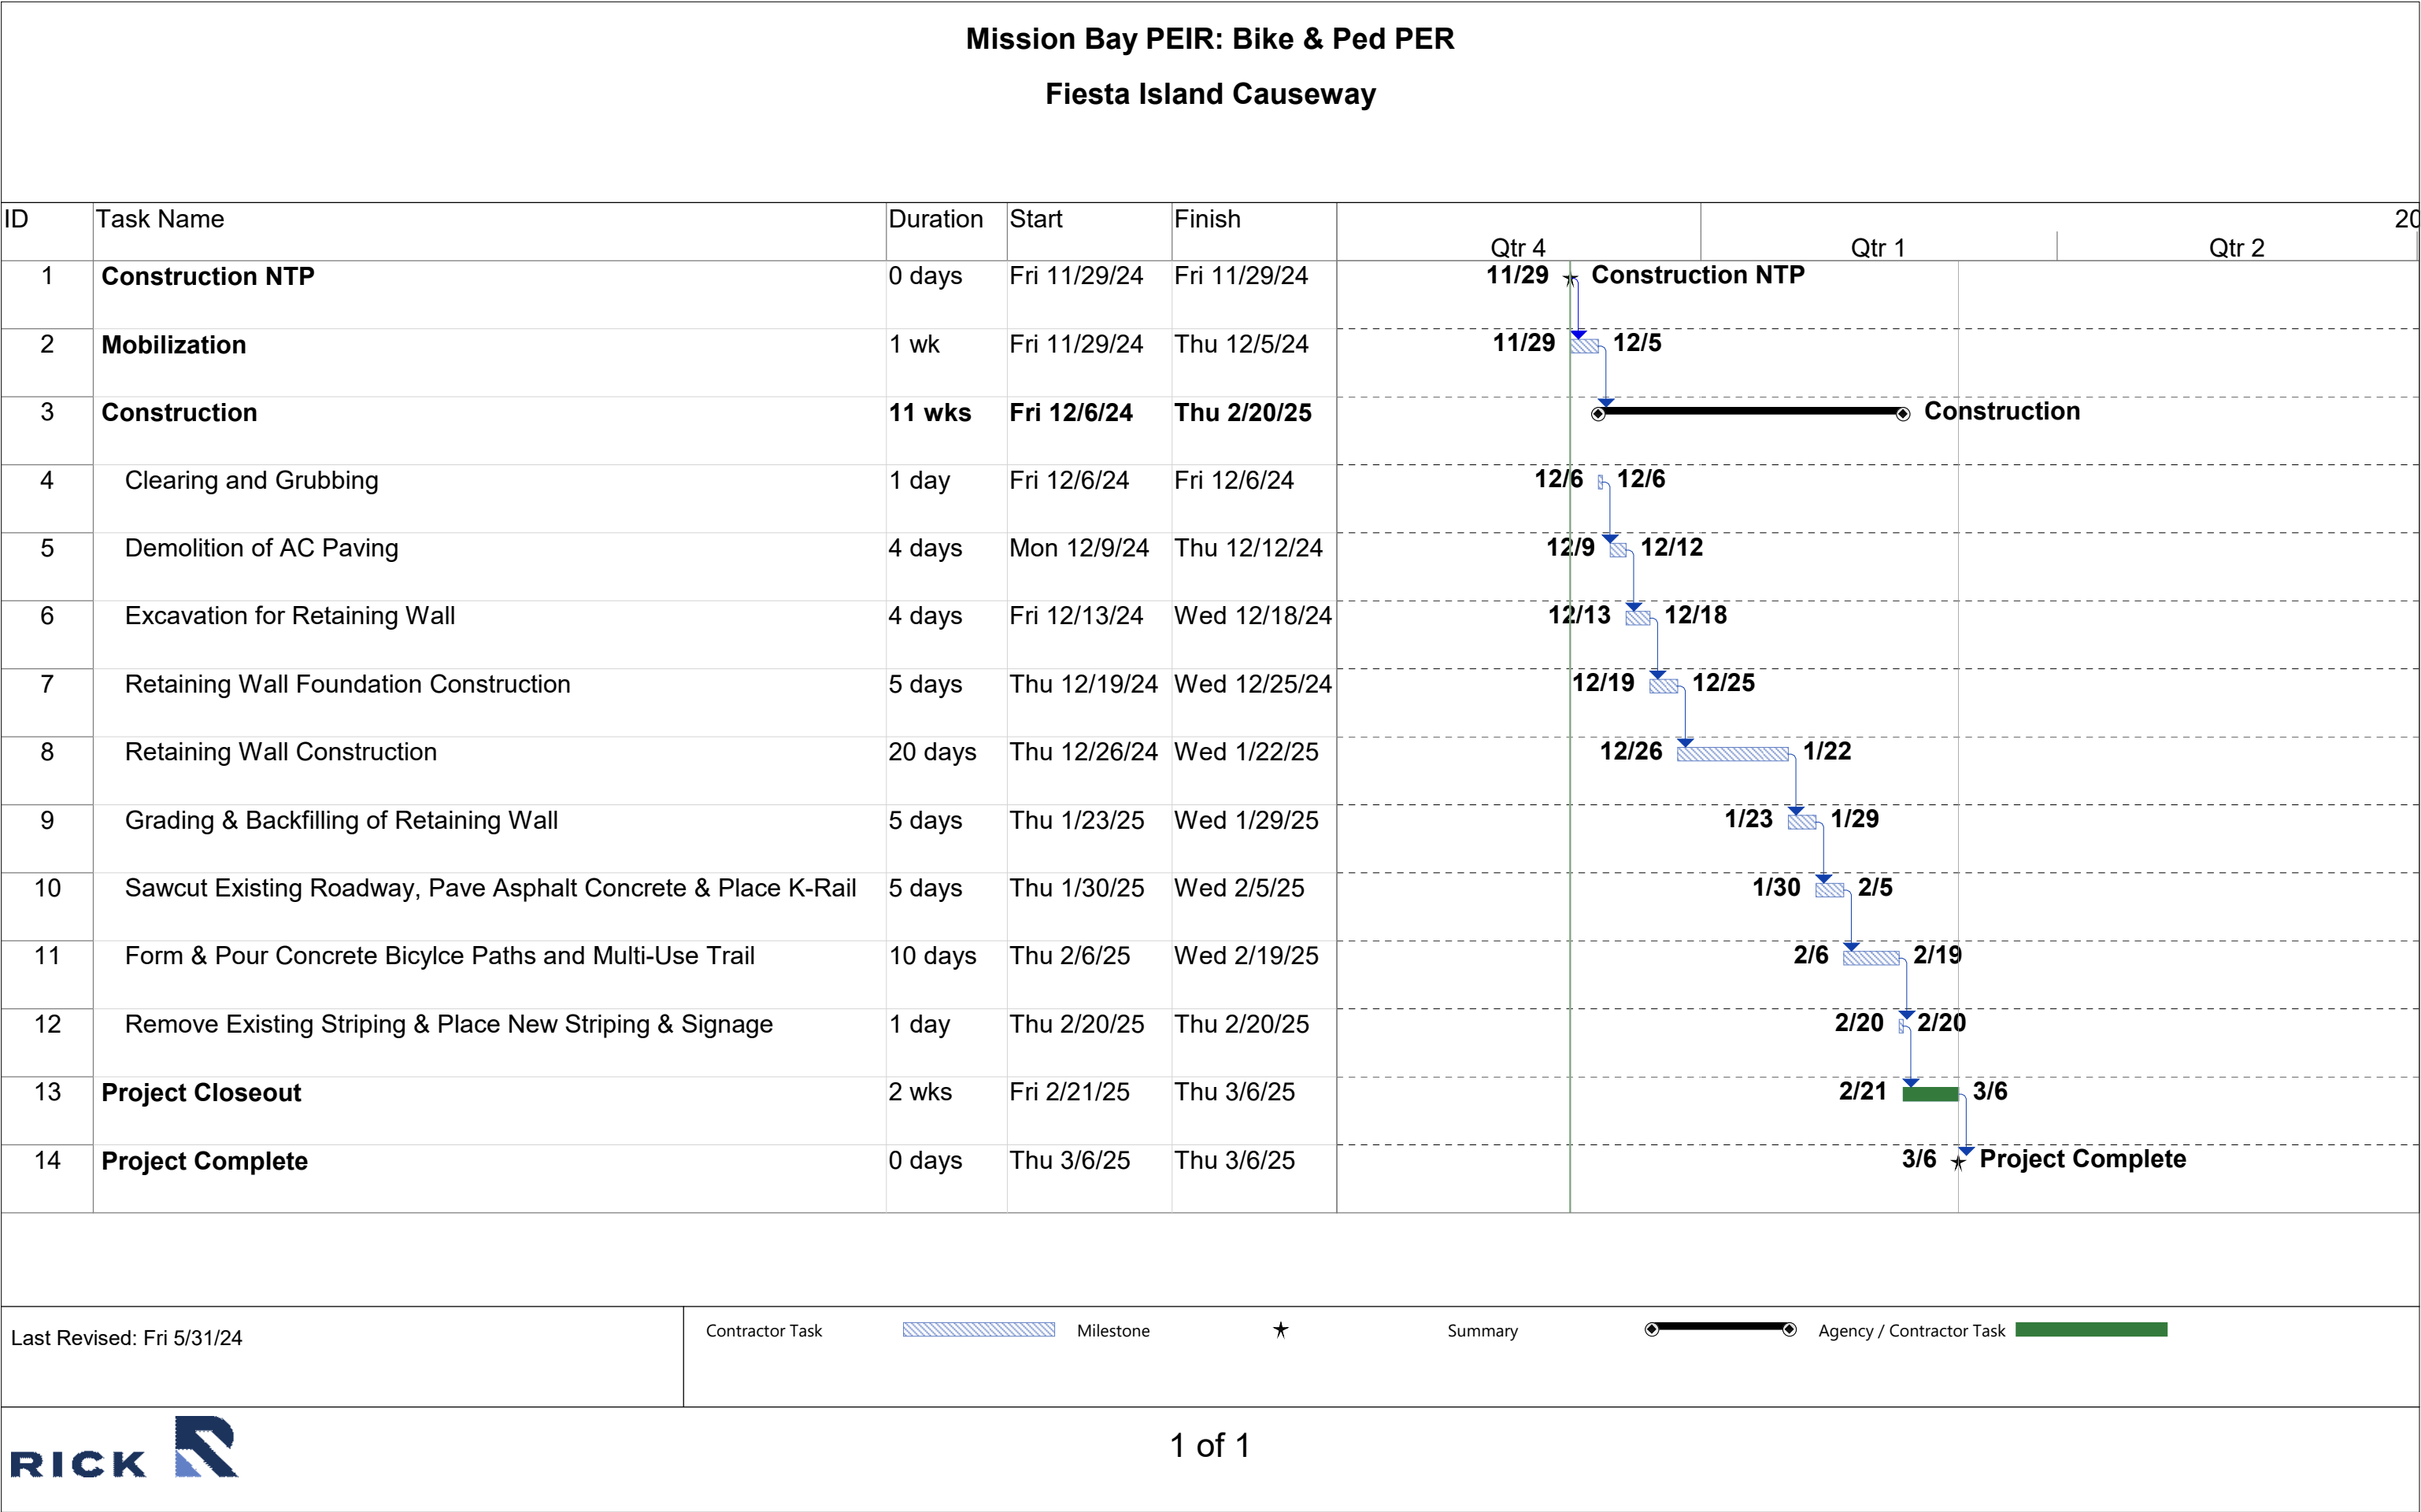 Mission Bay PEIR: Bike & Ped PER
Fiesta Island Causeway
ID Task Name Duration Start Finish 20
Qtr 4 Qtr 1 Qtr 2
1 Construction NTP 0 days Fri 11/29/24 Fri 11/29/24 11/29 Construction NTP
2 Mobilization 1 wk Fri 11/29/24 Thu 12/5/24 11/29 12/5
3 Construction 11 wks Fri 12/6/24 Thu 2/20/25 Construction
4 Clearing and Grubbing 1 day Fri 12/6/24 Fri 12/6/24 12/6 12/6
5 Demolition of AC Paving 4 days Mon 12/9/24 Thu 12/12/24 12/9 12/12
6 Excavation for Retaining Wall 4 days Fri 12/13/24 Wed 12/18/24 12/13 12/18
7 Retaining Wall Foundation Construction 5 days Thu 12/19/24 Wed 12/25/24 12/19 12/25
8 Retaining Wall Construction 20 days Thu 12/26/24 Wed 1/22/25 12/26 1/22
9 Grading & Backfilling of Retaining Wall 5 days Thu 1/23/25 Wed 1/29/25 1/23 1/29
10 Sawcut Existing Roadway, Pave Asphalt Concrete & Place K-Rail 5 days Thu 1/30/25 Wed 2/5/25 1/30 2/5
11 Form & Pour Concrete Bicylce Paths and Multi-Use Trail 10 days Thu 2/6/25 Wed 2/19/25 2/6 2/19
12 Remove Existing Striping & Place New Striping & Signage 1 day Thu 2/20/25 Thu 2/20/25 2/20 2/20
13 Project Closeout 2 wks Fri 2/21/25 Thu 3/6/25 2/21 3/6
14 Project Complete 0 days Thu 3/6/25 Thu 3/6/25 3/6 Project Complete
Last Revised: Fri 5/31/24 Contractor Task Milestone Summary Agency / Contractor Task
RICK 1 of 1